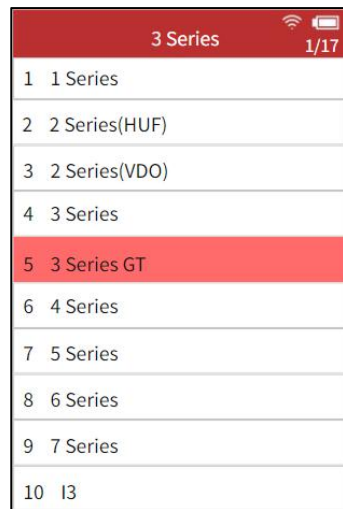 3 Series
1/17
1 1 Series
2 2 Series(HUF)
3 2 Series(VDO)
4 3 Series
5 3 Series GT
6 4 Series
7 5 Series
8 6 Series
9 7 Series
10 I3